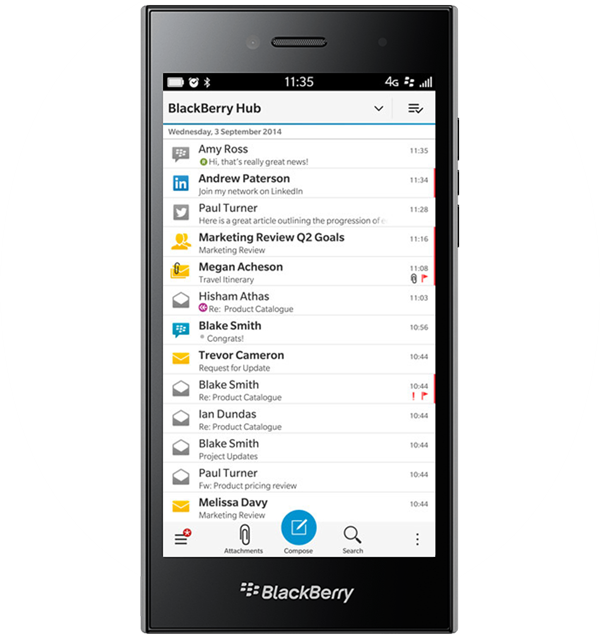 11:35
4G
BlackBerry Hub
Wednesday, 3 September 2014
Amy Ross 11:35
Hi, that's really great news!
Andrew Paterson 11:34
Join my network on LinkedIn
Paul Turner 11:28
Here is a great article outlining the progression of e
Marketing Review Q2 Goals 11:16
Marketing Review
Megan Acheson 11:08
Travel Itinerary
Hisham Athas 11:03
Re: Product Catalogue
Blake Smith 10:56
* Congrats!
Trevor Cameron 10:44
Request for Update
Blake Smith 10:44
Re: Product Catalogue
Ian Dundas 10:44
Re: Product Catalogue
Blake Smith 10:44
Project Updates
Paul Turner 10:44
Fw: Product pricing review
Melissa Davy 10:44
Marketing Review
Attachments Compose Search
BlackBerry